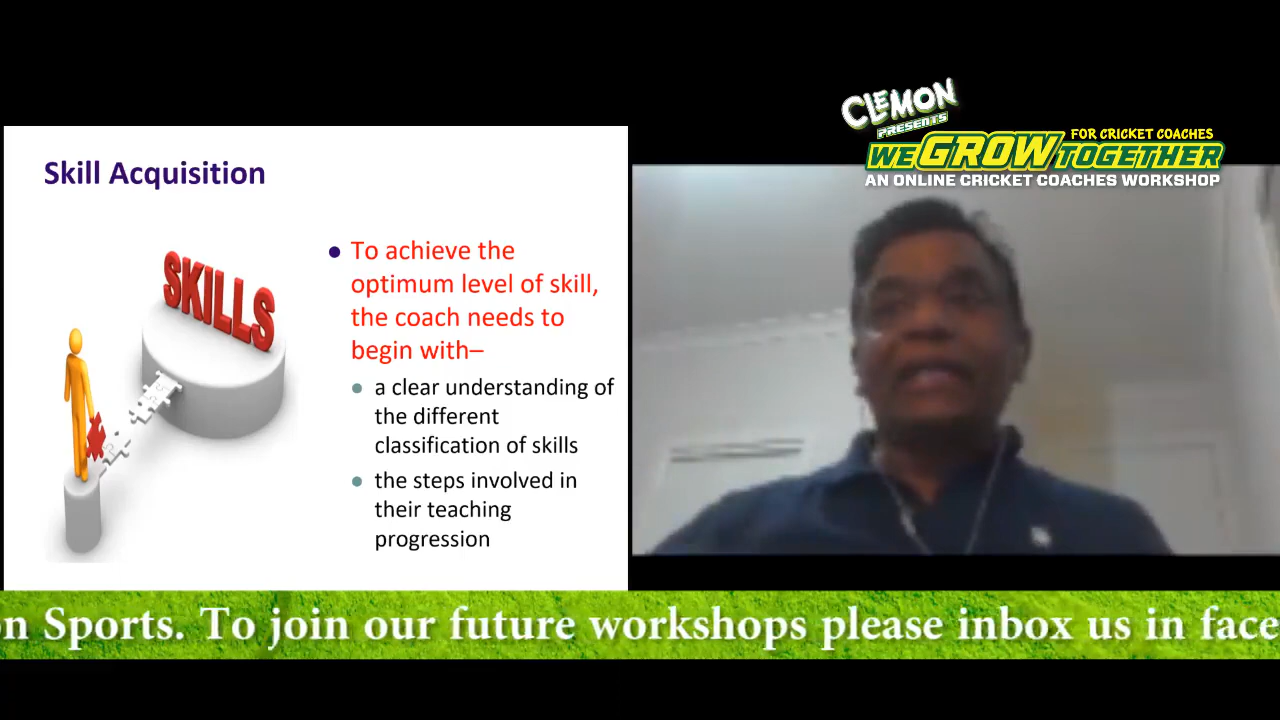 CLEMON
PRESENTS
FOR CRICKET COACHES
WE GROW TOGETHER
AN ONLINE CRICKET COACHES WORKSHOP
Skill Acquisition
SKILLS
To achieve the
optimum level of skill,
the coach needs to
begin with–
a clear understanding of
the different
classification of skills
the steps involved in
their teaching
progression
on Sports. To join our future workshops please inbox us in face